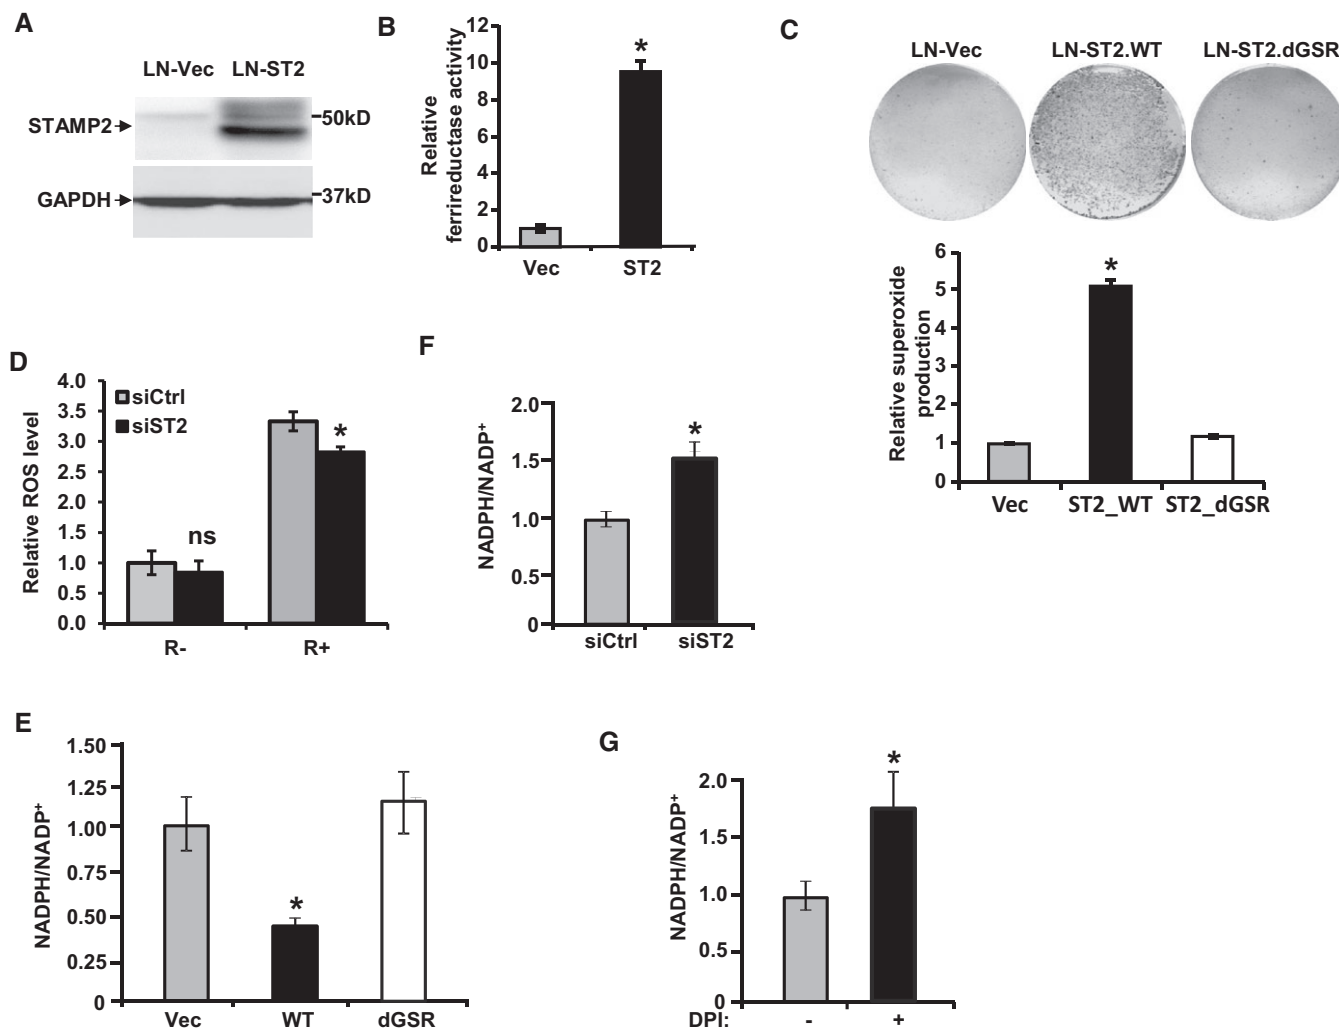 A
LN-Vec LN-ST2
STAMP2
50kD
GAPDH
37kD
B
Relative
ferrireductase activity
12
10
8
6
4
2
0
*
Vec ST2
C
LN-Vec LN-ST2.WT LN-ST2.dGSR
Relative superoxide
production
6
5
4
3
2
1
0
*
Vec ST2_WT ST2_dGSR
D
Relative ROS level
4.0
3.5
3.0
2.5
2.0
1.5
1.0
0.5
0.0
siCtrl
siST2
ns
*
R- R+
F
NADPH/NADP+
2.0
1.5
1.0
0.5
0
*
siCtrl siST2
E
NADPH/NADP+
1.50
1.25
1.00
0.75
0.50
0.25
0
*
Vec WT dGSR
G
NADPH/NADP+
2.0
1.5
1.0
0.5
0
*
DPI: - +